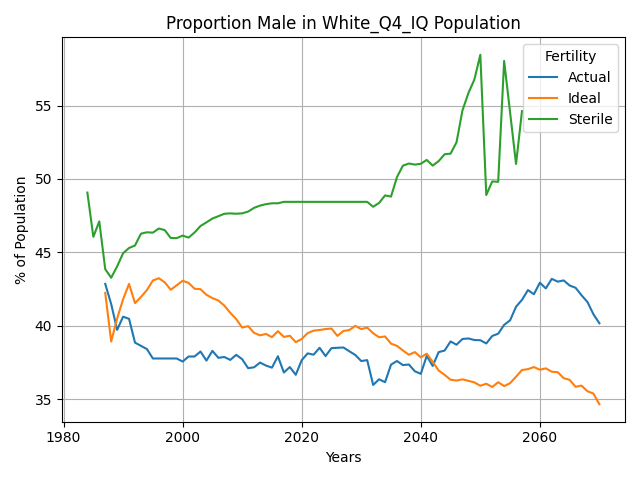 Proportion Male in White_Q4_IQ Population
% of Population
55
50
45
40
35
1980
2000
2020
2040
2060
Years
Fertility
Actual
Ideal
Sterile